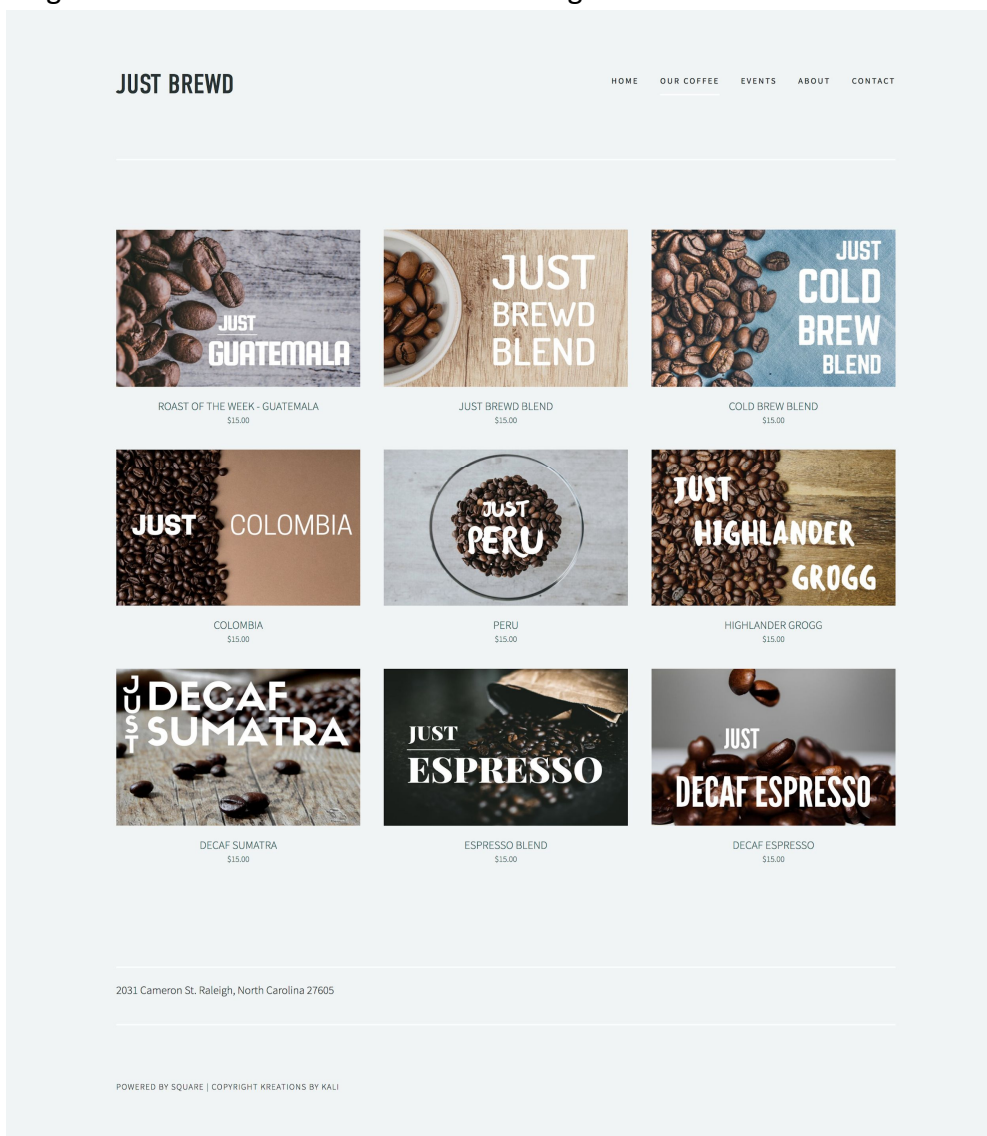 JUST BREWD
HOME OUR COFFEE EVENTS ABOUT CONTACT
JUST
GUATEMALA
JUST
BREWD
BLEND
JUST
COLD
BREW
BLEND
ROAST OF THE WEEK - GUATEMALA
$15.00
JUST BREWD BLEND
$15.00
COLD BREW BLEND
$15.00
JUST COLOMBIA
JUST
PERU
JUST
HIGHLANDER
GROGG
COLOMBIA
$15.00
PERU
$15.00
HIGHLANDER GROGG
$15.00
JUST
DECAF
SUMATRA
JUST
ESPRESSO
JUST
DECAF ESPRESSO
DECAF SUMATRA
$15.00
ESPRESSO BLEND
$15.00
DECAF ESPRESSO
$15.00
2031 Cameron St. Raleigh, North Carolina 27605
POWERED BY SQUARE | COPYRIGHT KREATIONS BY KALI